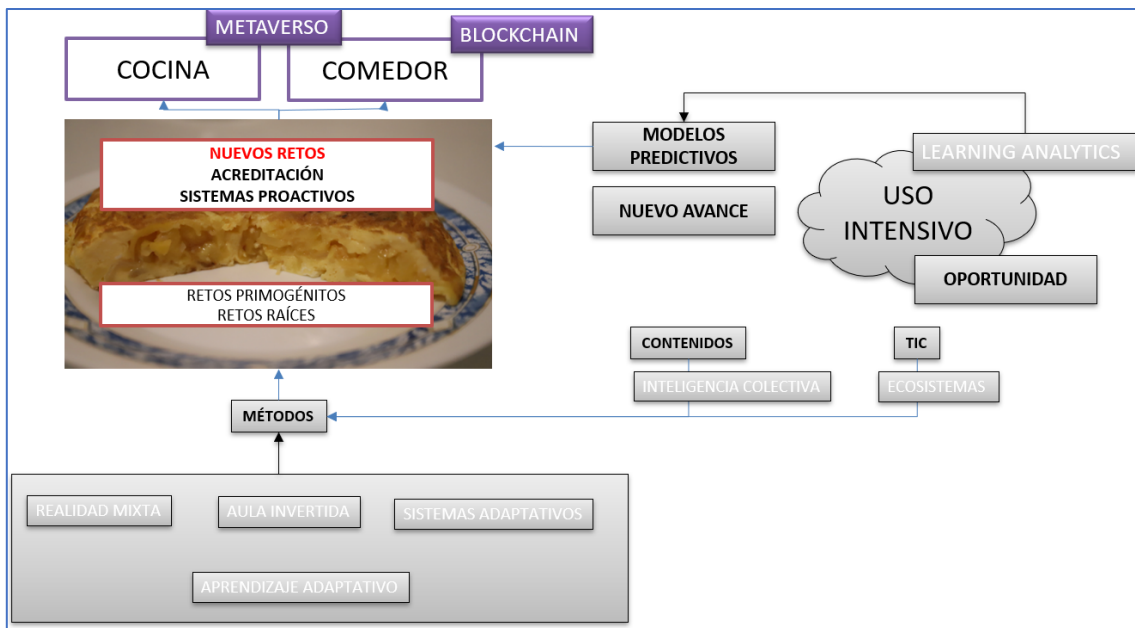 METAVERSO
BLOCKCHAIN
COCINA
COMEDOR
NUEVOS RETOS
ACREDITACIÓN
SISTEMAS PROACTIVOS
RETOS PRIMOGÉNITOS
RETOS RAÍCES
MODELOS
PREDICTIVOS
NUEVO AVANCE
LEARNING ANALYTICS
USO
INTENSIVO
OPORTUNIDAD
CONTENIDOS
TIC
INTELIGENCIA COLECTIVA
ECOSISTEMAS
MÉTODOS
REALIDAD MIXTA
AULA INVERTIDA
SISTEMAS ADAPTATIVOS
APRENDIZAJE ADAPTATIVO